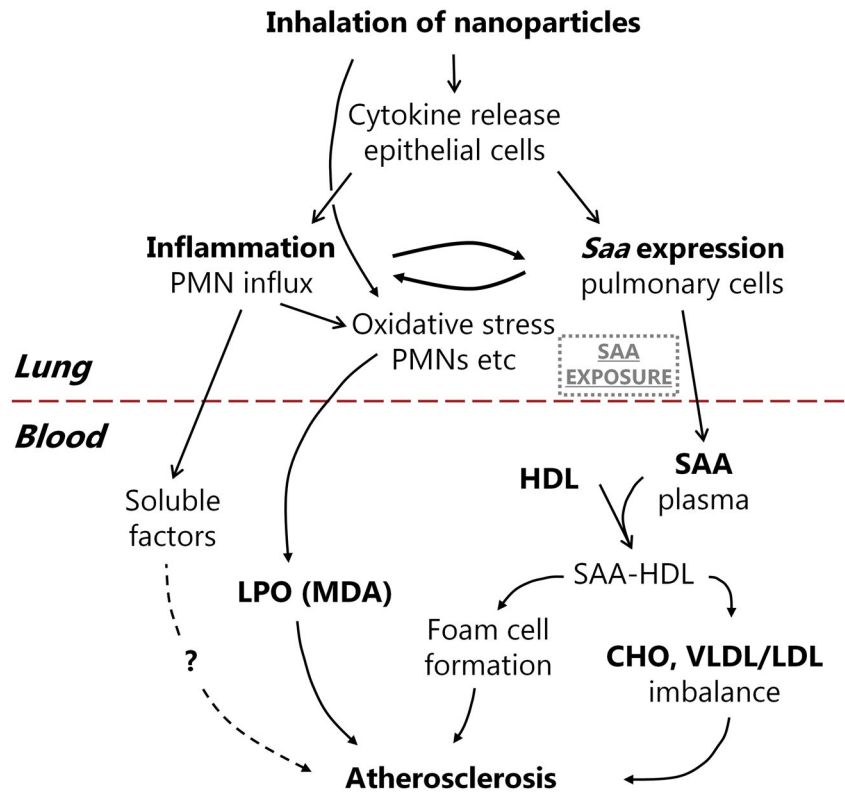 Inhalation of nanoparticles
Cytokine release
epithelial cells
Inflammation
PMN influx
Saa expression
pulmonary cells
Oxidative stress
PMNs etc
SAA
EXPOSURE
Lung
Blood
HDL
SAA
plasma
Soluble
factors
SAA-HDL
LPO (MDA)
Foam cell
formation
?
CHO, VLDL/LDL
imbalance
Atherosclerosis